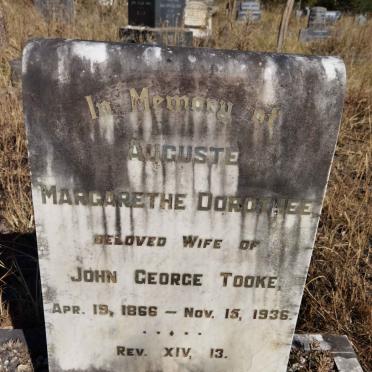 In Memory of
Auguste
Margarethe Dorothee,
Beloved Wife of
John George Tooke,
Apr. 19, 1866 – Nov. 15, 1936.
Rev. XIV, 13.